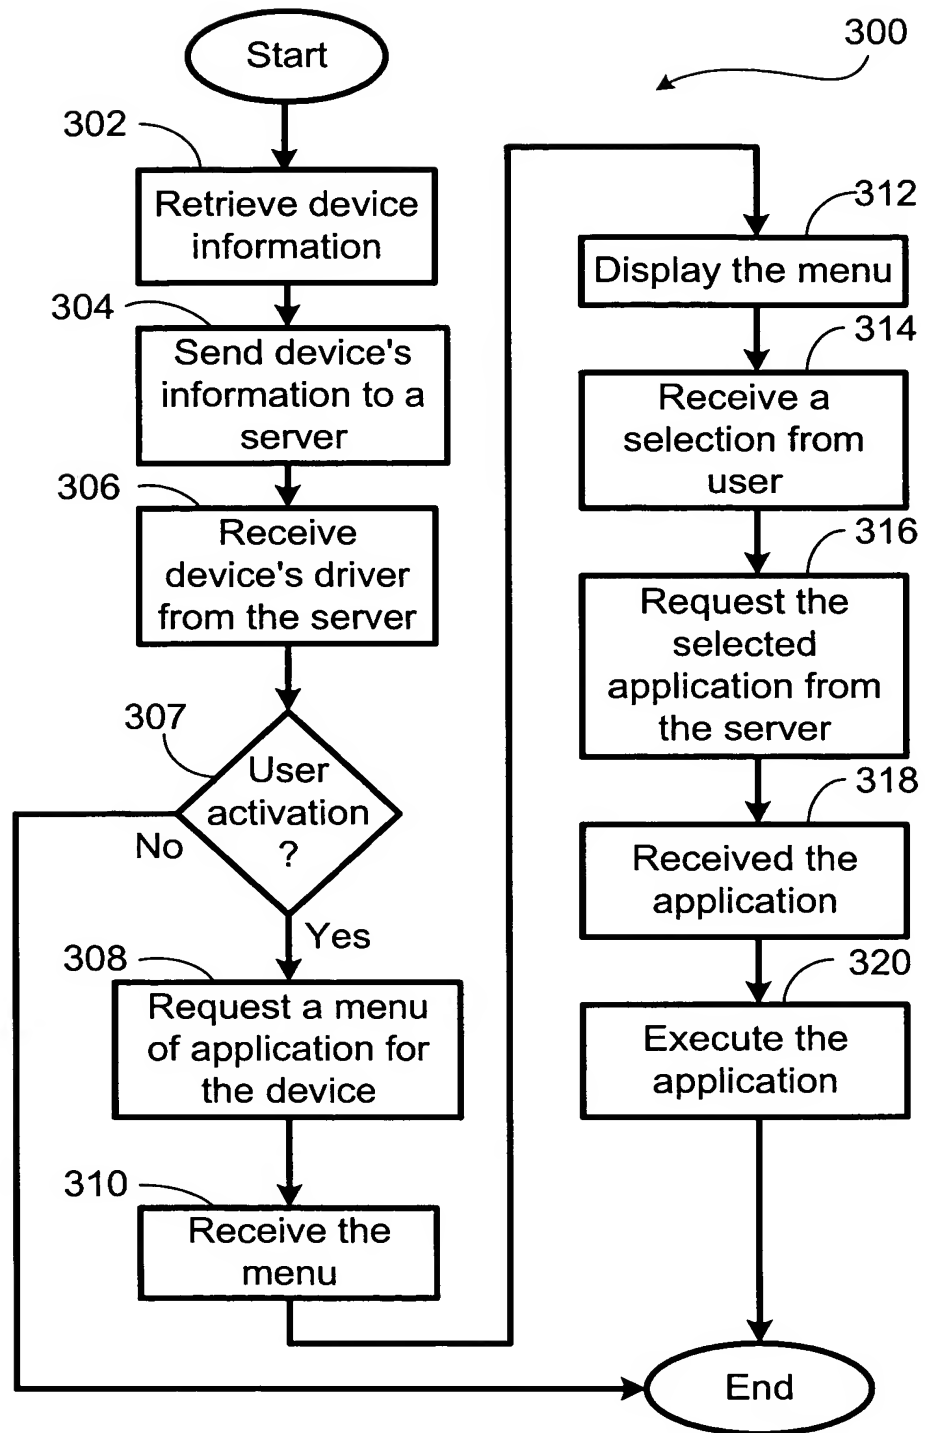 Start
300
302
Retrieve device
information
304
Send device's
information to a
server
306
Receive
device's driver
from the server
307
User
activation
?
No
Yes
308
Request a menu
of application for
the device
310
Receive the
menu
312
Display the menu
314
Receive a
selection from
user
316
Request the
selected
application from
the server
318
Received the
application
320
Execute the
application
End